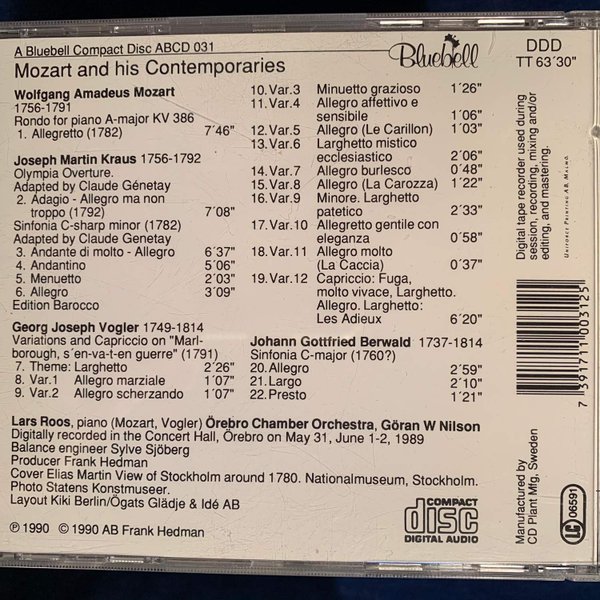 A Bluebell Compact Disc ABCD 031
Mozart and his Contemporaries
Bluebell
DDD
TT 63´30"
Wolfgang Amadeus Mozart
1756-1791
Rondo for piano A-major KV 386
1. Allegretto (1782) 7´46"
Joseph Martin Kraus 1756-1792
Olympia Overture.
Adapted by Claude Génetay
2. Adagio - Allegro ma non
troppo (1792) 7´08"
Sinfonia C-sharp minor (1782)
Adapted by Claude Genetay
3. Andante di molto - Allegro 6´37"
4. Andantino 5´06"
5. Menuetto 2´03"
6. Allegro 3´09"
Edition Barocco
Georg Joseph Vogler 1749-1814
Variations and Capriccio on "Marl-
borough, s´en-va-t-en guerre" (1791)
7. Theme: Larghetto 2´26"
8. Var.1 Allegro marziale 1´07"
9. Var.2 Allegro scherzando 1´07"
10. Var.3 Minuetto grazioso 1´26"
11. Var.4 Allegro affettivo e
sensibile 1´06"
12. Var.5 Allegro (Le Carillon) 1´03"
13. Var.6 Larghetto mistico
ecclesiastico 2´06"
14. Var.7 Allegro burlesco 0´48"
15. Var.8 Allegro (La Carozza) 1´22"
16. Var.9 Minore. Larghetto
patetico 2´33"
17. Var.10 Allegrettto gentile con
eleganza 0´58"
18. Var.11 Allegro molto
(La Caccia) 0´37"
19. Var.12 Capriccio: Fuga,
molto vivace, Larghetto.
Allegro. Larghetto:
Les Adieux 6´20"
Johann Gottfried Berwald 1737-1814
Sinfonia C-major (1760?)
20. Allegro 2´59"
21. Largo 2´10"
22. Presto 1´21"
Lars Roos, piano (Mozart, Vogler) Örebro Chamber Orchestra, Göran W Nilson
Digitally recorded in the Concert Hall, Örebro on May 31, June 1-2, 1989
Balance engineer Sylve Sjöberg
Producer Frank Hedman
Cover Elias Martin View of Stockholm around 1780. Nationalmuseum, Stockholm.
Photo Statens Konstmuseer.
Layout Kiki Berlin/Ögats Glädje & Idé AB
℗ 1990 © 1990 AB Frank Hedman
COMPACT
disc
DIGITAL AUDIO
Digital tape recorder used during
session, recording, mixing and/or
editing, and mastering.
Uniforce Printing AB, Malmö.
7 391711 003125
Manufactured by
CD Plant Mfg, Sweden
LC 06591